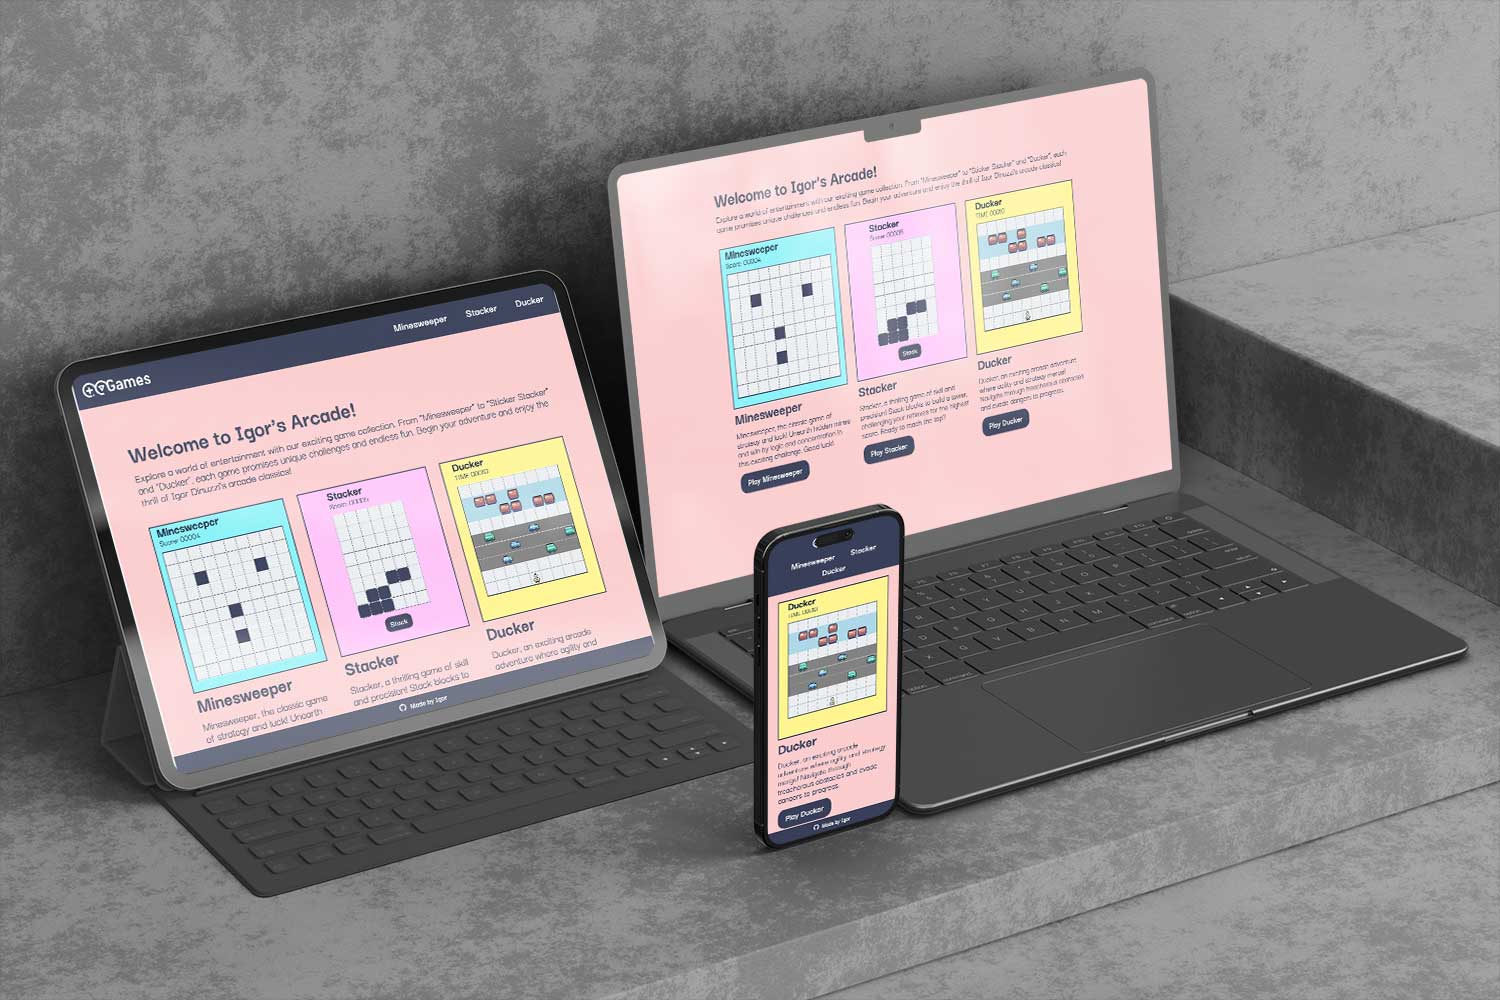 Minesweeper
Stacker
Ducker
Games
Welcome to Igor's Arcade!
Explore a world of entertainment with our exciting game collection. From "Minesweeper" to "Sticker Stacker"
and "Ducker", each game promises unique challenges and endless fun. Begin your adventure and enjoy the
thrill of Igor Dinuzzi's arcade classics!
Minesweeper
Score: 00004
Stacker
Score: 00005
Stack
Ducker
TIME 00010
Minesweeper
Minesweeper, the classic game
of strategy and luck! Unearth
Stacker
Stacker, a thrilling game of skill
and precision! Stack blocks to
Ducker
Ducker, an exciting arcade
adventure where agility and
Made by Igor
Welcome to Igor's Arcade!
Explore a world of entertainment with our exciting game collection. From "Minesweeper" to "Sticker Stacker" and "Ducker", each
game promises unique challenges and endless fun. Begin your adventure and enjoy the thrill of Igor Dinuzzi's arcade classics!
Minesweeper
Score: 00004
Stacker
Score: 00005
Stack
Ducker
TIME 00010
Minesweeper
Minesweeper, the classic game of
strategy and luck! Unearth hidden mines
and win by logic and concentration in
this exciting challenge. Good luck!
Play Minesweeper
Stacker
Stacker, a thrilling game of skill and
precision! Stack blocks to build a tower,
challenging your retrieves for the highest
score. Ready to reach the top?
Play Stacker
Ducker
Ducker, an exciting arcade adventure
where agility and strategy merge!
Navigate through treacherous obstacles
and evade dangers to progress.
Play Ducker
Minesweeper
Stacker
Ducker
Ducker
TIME 00010
Ducker
Ducker, an exciting arcade
adventure where agility and strategy
merge! Navigate through
treacherous obstacles and evade
dangers to progress.
Play Ducker
Made by Igor